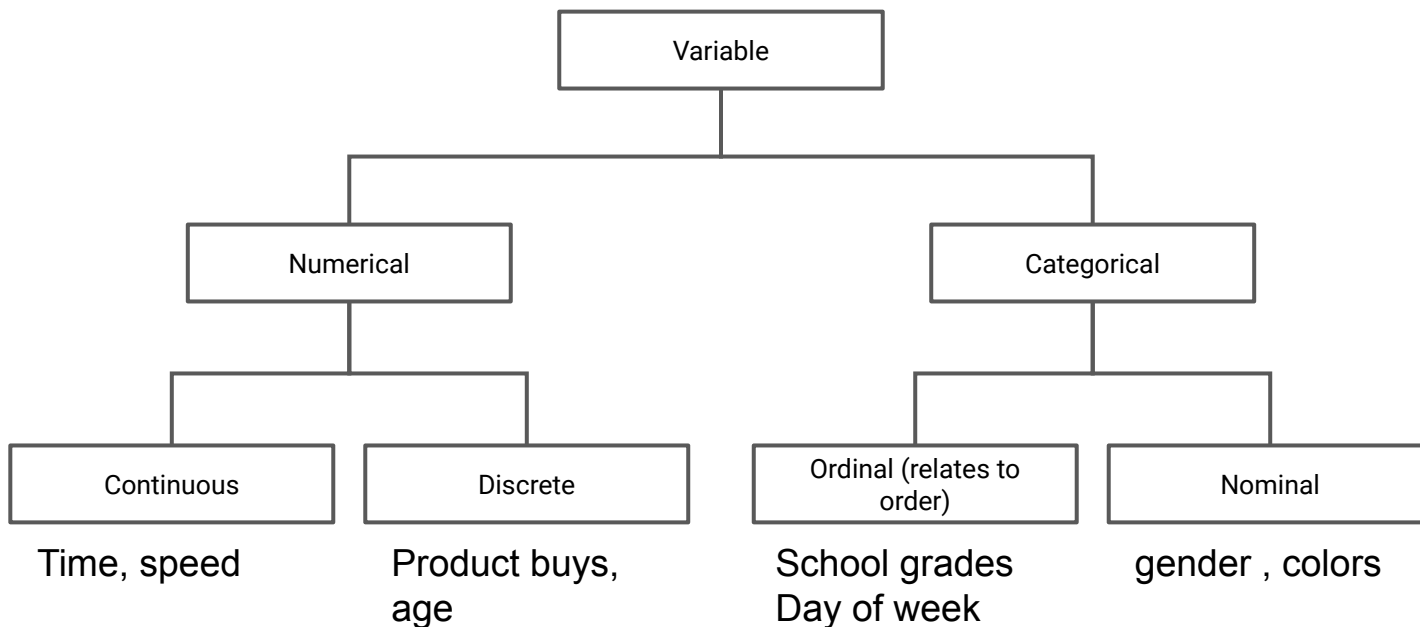 Variable
Numerical
Categorical
Continuous
Discrete
Ordinal (relates to
order)
Nominal
Time, speed
Product buys,
age
School grades
Day of week
gender , colors